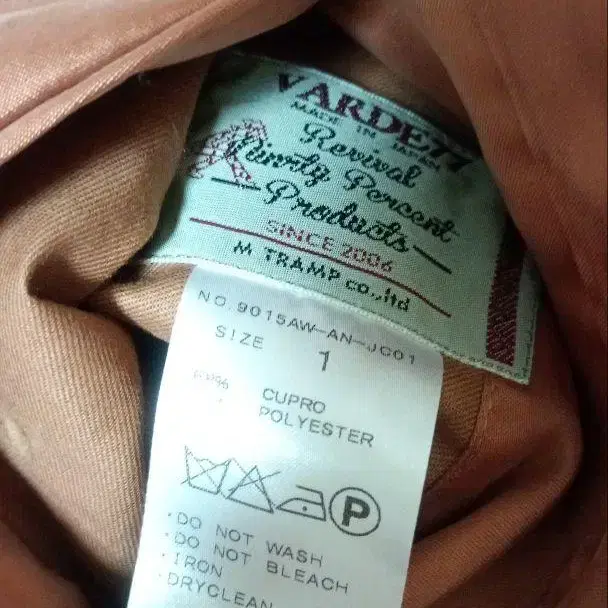 VARDE77
MADE IN JAPAN
Revival
Ninety Percent
Products
SINCE 2006
M TRAMP co.,ltd
NO.9015AW-AN-JC01
SIZE
1
CUPRO
POLYESTER
P
·DO NOT WASH
·DO NOT BLEACH
·IRON
·DRYCLEAN